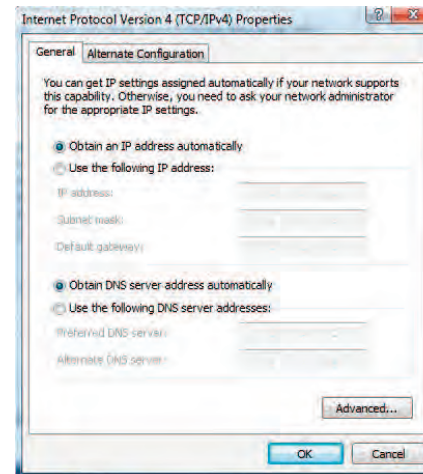 Internet Protocol Version 4 (TCP/IPv4) Properties
General
Alternate Configuration
You can get IP settings assigned automatically if your network supports
this capability. Otherwise, you need to ask your network administrator
for the appropriate IP settings.
Obtain an IP address automatically
Use the following IP address:
IP address:
Subnet mask:
Default gateway:
Obtain DNS server address automatically
Use the following DNS server addresses:
Preferred DNS server:
Alternate DNS server:
Advanced...
OK
Cancel